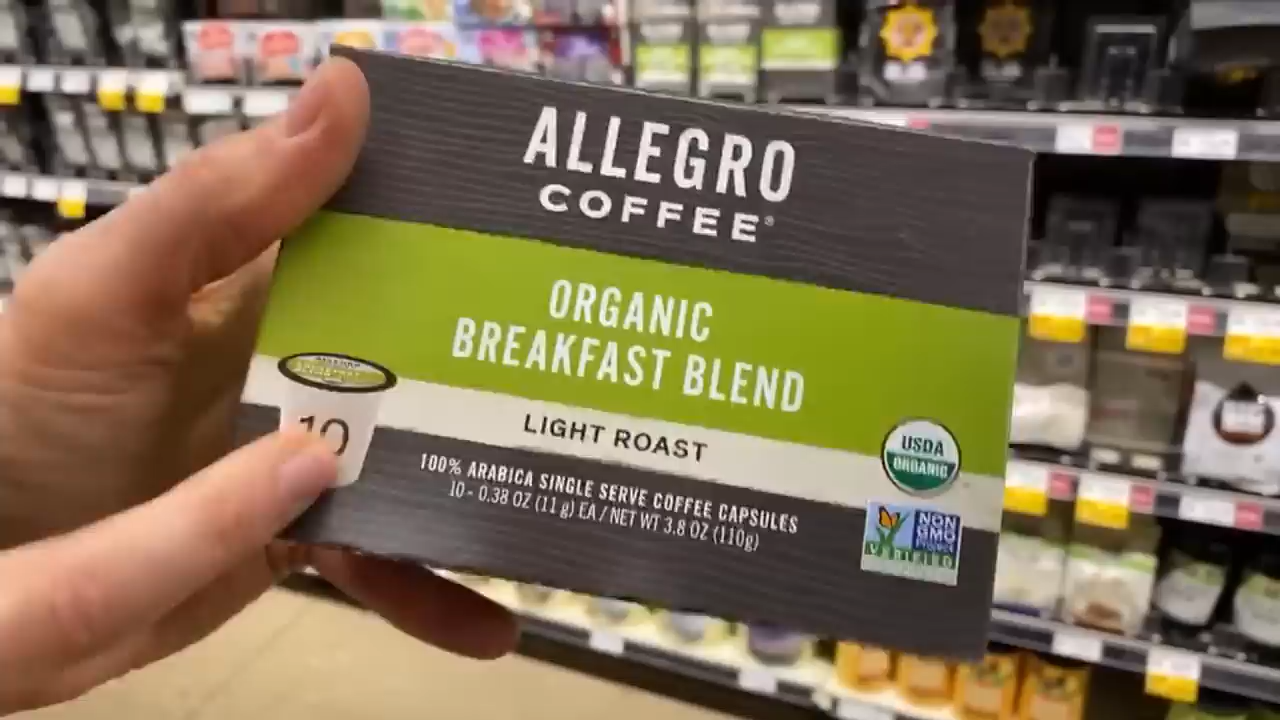 ALLEGRO
COFFEE®
ORGANIC
BREAKFAST BLEND
LIGHT ROAST
10
100% ARABICA SINGLE SERVE COFFEE CAPSULES
10 - 0.38 OZ (11 g) EA / NET WT 3.8 OZ (110g)
USDA
ORGANIC
NON
GMO
Project
VERIFIED